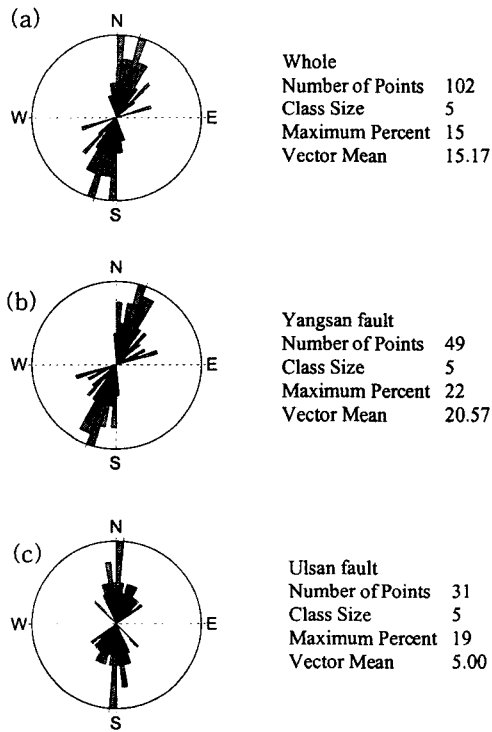 (a)
N
W
E
S
Whole
Number of Points 102
Class Size 5
Maximum Percent 15
Vector Mean 15.17
(b)
N
W
E
S
Yangsan fault
Number of Points 49
Class Size 5
Maximum Percent 22
Vector Mean 20.57
(c)
N
W
E
S
Ulsan fault
Number of Points 31
Class Size 5
Maximum Percent 19
Vector Mean 5.00